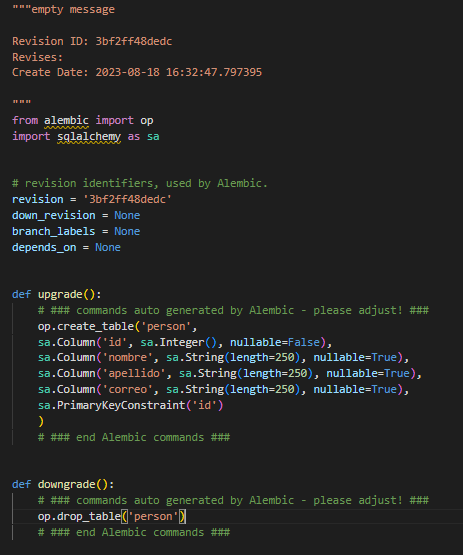 """empty message
Revision ID: 3bf2ff48dedc
Revises:
Create Date: 2023-08-18 16:32:47.797395
"""
from alembic import op
import sqlalchemy as sa
# revision identifiers, used by Alembic.
revision = '3bf2ff48dedc'
down_revision = None
branch_labels = None
depends_on = None
def upgrade():
    # ### commands auto generated by Alembic - please adjust! ###
    op.create_table('person',
    sa.Column('id', sa.Integer(), nullable=False),
    sa.Column('nombre', sa.String(length=250), nullable=True),
    sa.Column('apellido', sa.String(length=250), nullable=True),
    sa.Column('correo', sa.String(length=250), nullable=True),
    sa.PrimaryKeyConstraint('id')
    )
    # ### end Alembic commands ###
def downgrade():
    # ### commands auto generated by Alembic - please adjust! ###
    op.drop_table('person')
    # ### end Alembic commands ###